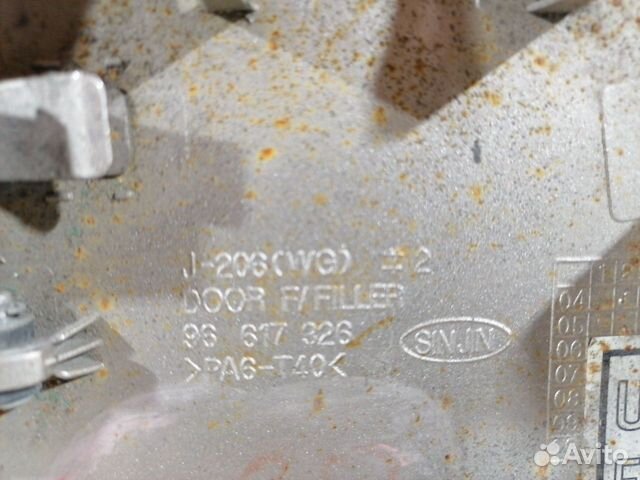 J-206(WG) #2
DOOR F/FILLER
96 617 326
SINJIN
>PA6-T40<
04
05
06
07
08
U
Avito